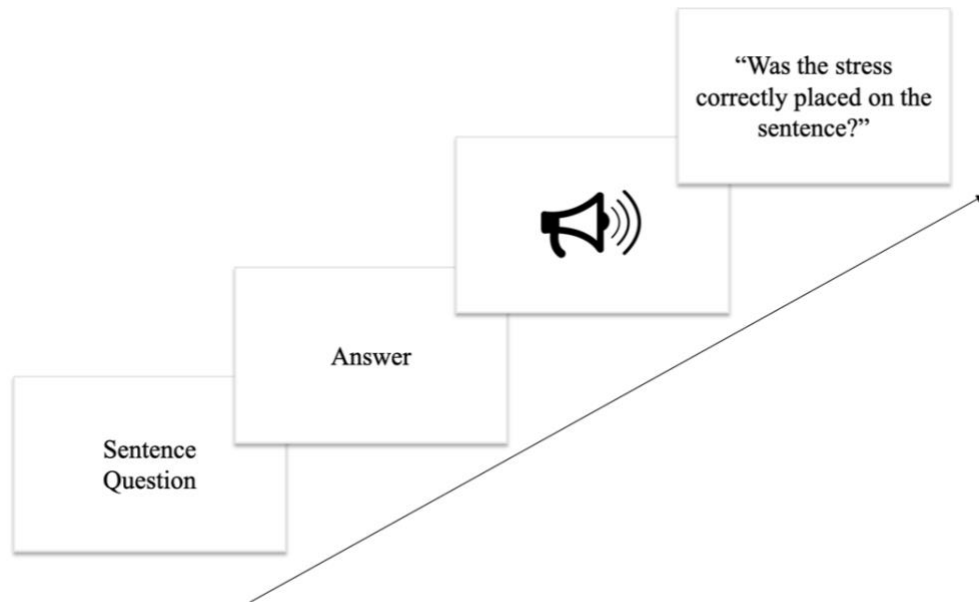 Sentence
Question
Answer
“Was the stress
correctly placed on the
sentence?”